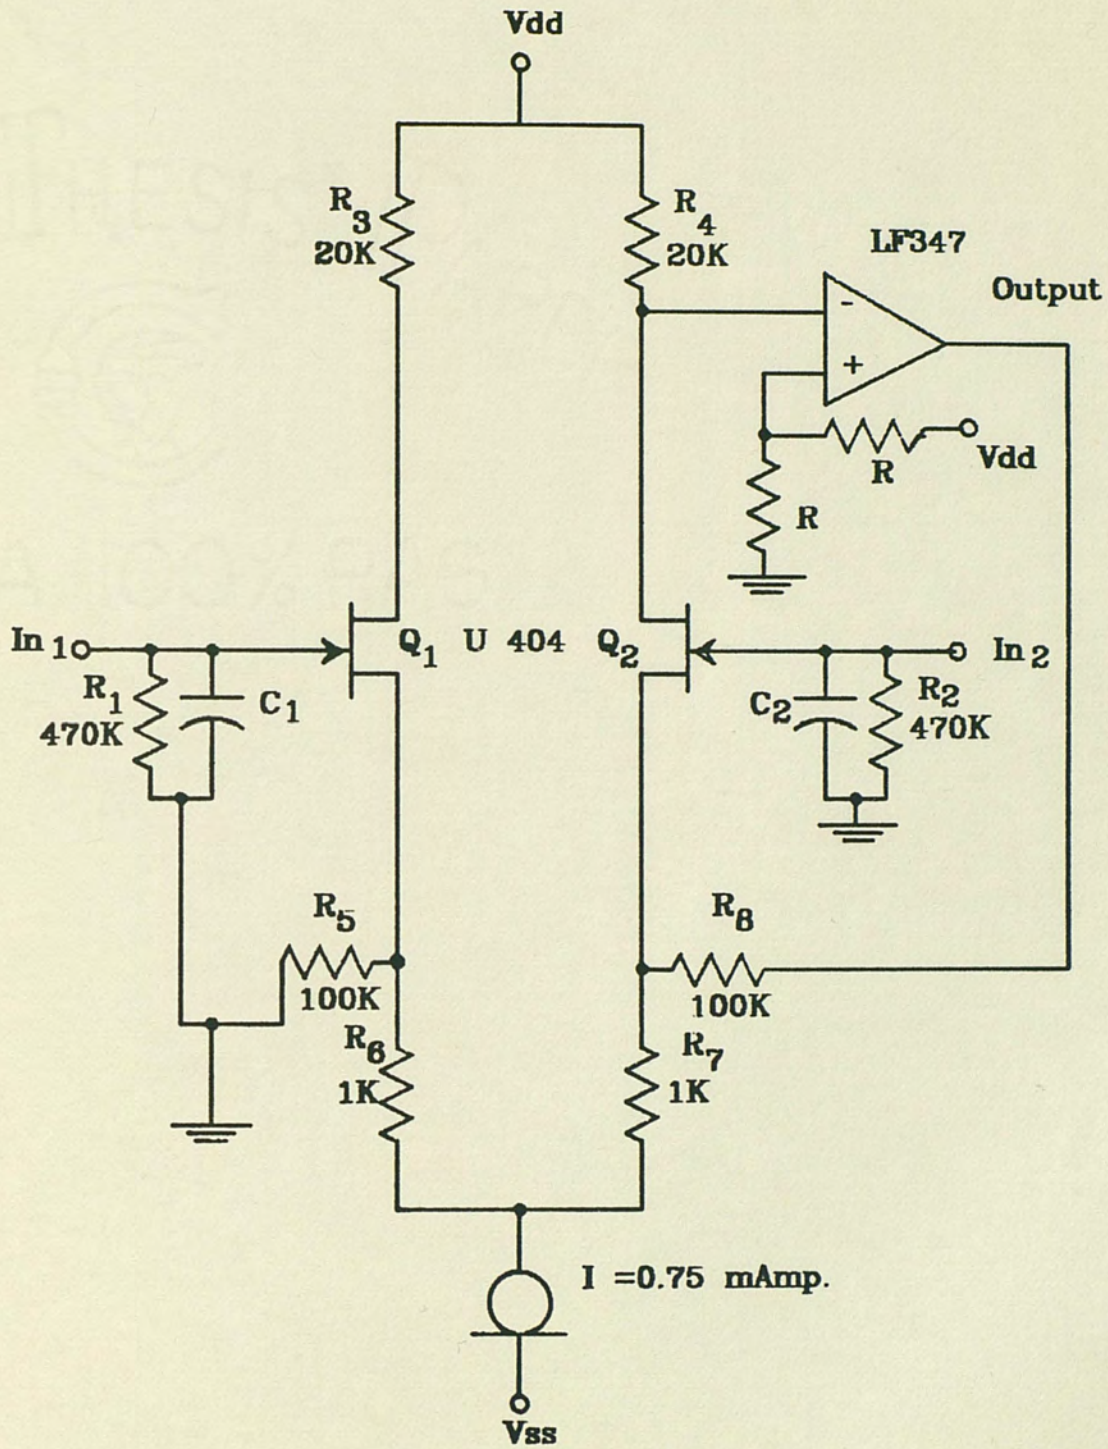 Vdd
R3
20K
R4
20K
LF347
Output
-
+
R
Vdd
R
In 1
Q1
U 404
Q2
In 2
R1
470K
C1
C2
R2
470K
R5
100K
R8
100K
R6
1K
R7
1K
I =0.75 mAmp.
Vss